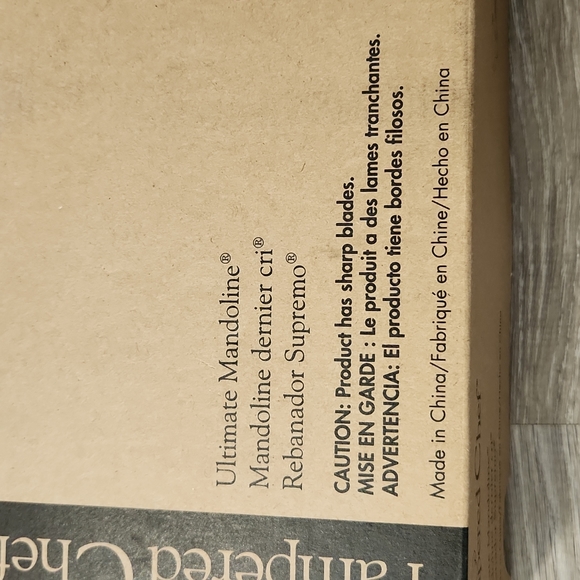 Ultimate Mandoline®
Mandoline dernier cri®
Rebanador Supremo®
CAUTION: Product has sharp blades.
MISE EN GARDE : Le produit a des lames tranchantes.
ADVERTENCIA: El producto tiene bordes filosos.
Made in China/Fabriqué en Chine/Hecho en China
Pampered Chef